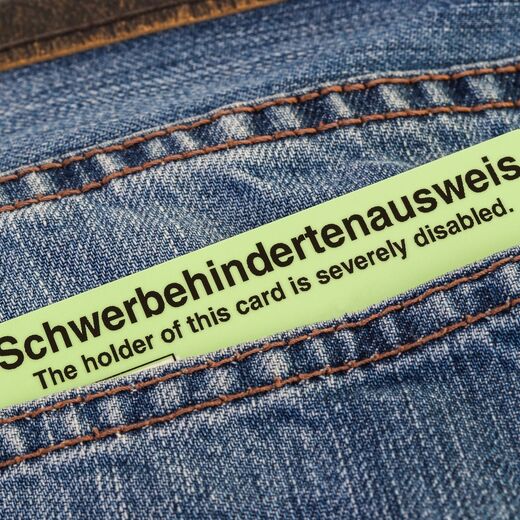 Schwerbehindertenausweis
The holder of this card is severely disabled.